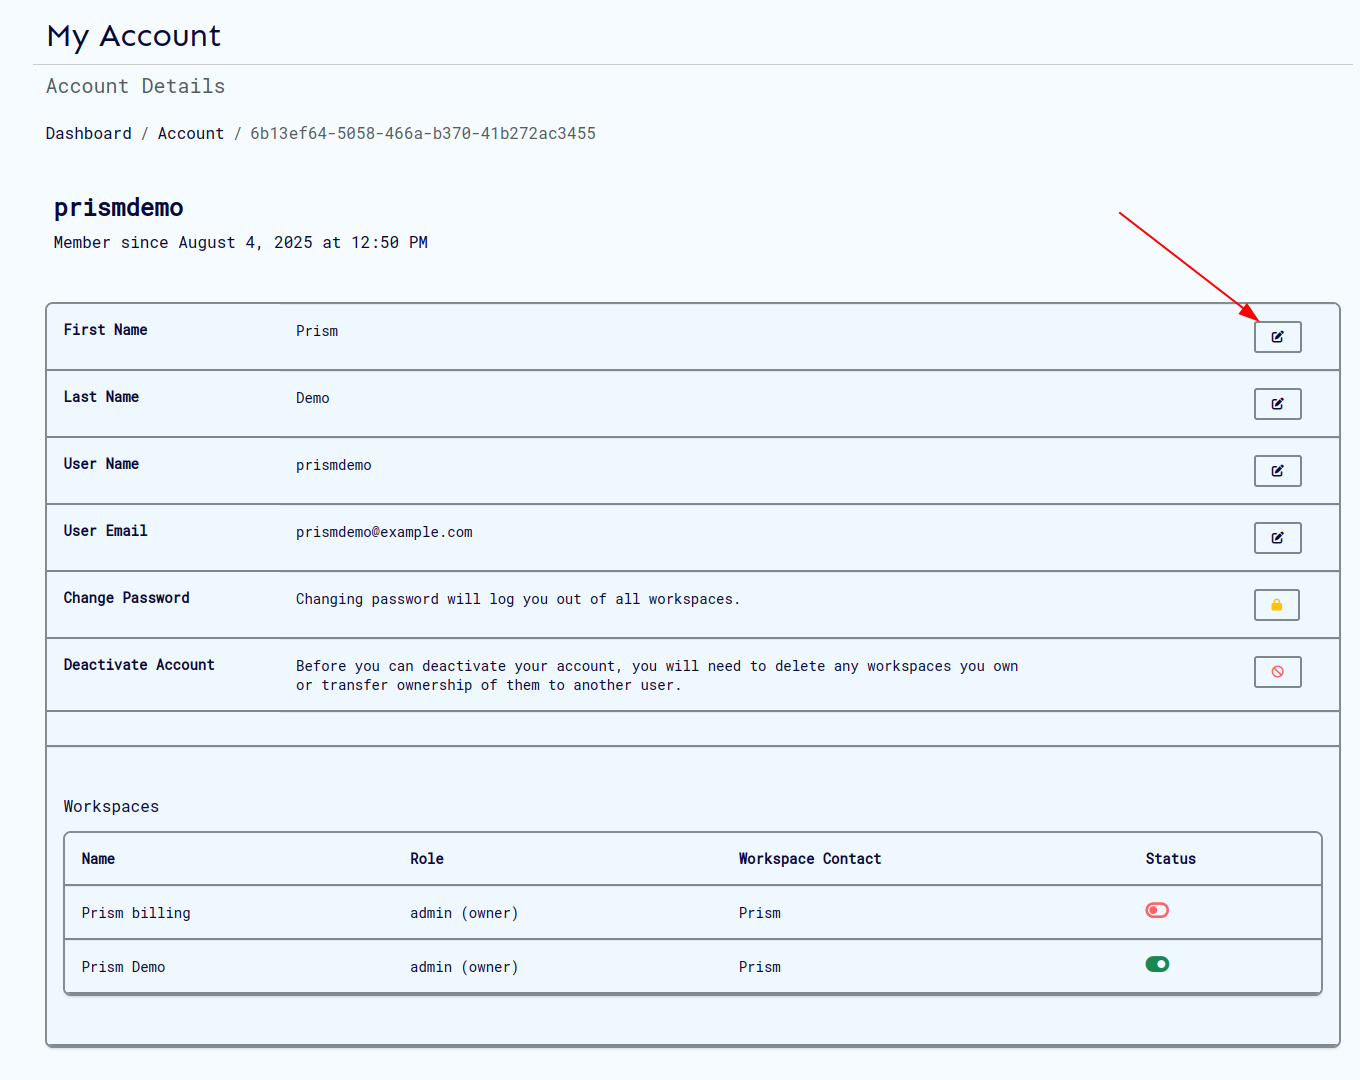 My Account
Account Details
Dashboard / Account / 6b13ef64-5058-466a-b370-41b272ac3455
prismdemo
Member since August 4, 2025 at 12:50 PM
First Name Prism
Last Name Demo
User Name prismdemo
User Email prismdemo@example.com
Change Password Changing password will log you out of all workspaces.
Deactivate Account Before you can deactivate your account, you will need to delete any workspaces you own
or transfer ownership of them to another user.
Workspaces
Name Role Workspace Contact Status
Prism billing admin (owner) Prism
Prism Demo admin (owner) Prism